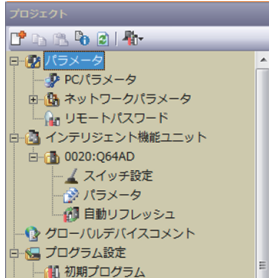 プロジェクト
パラメータ
PCパラメータ
ネットワークパラメータ
リモートパスワード
インテリジェント機能ユニット
0020:Q64AD
スイッチ設定
パラメータ
自動リフレッシュ
グローバルデバイスコメント
プログラム設定
初期プログラム